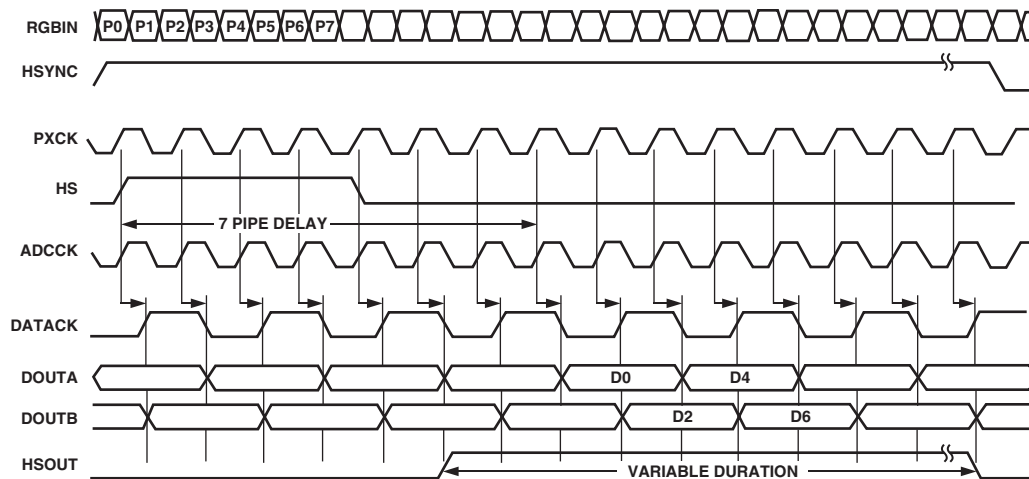 RGBIN P0 P1 P2 P3 P4 P5 P6 P7
HSYNC
PXCK
HS
7 PIPE DELAY
ADCCK
DATACK
DOUTA D0 D4
DOUTB D2 D6
HSOUT VARIABLE DURATION